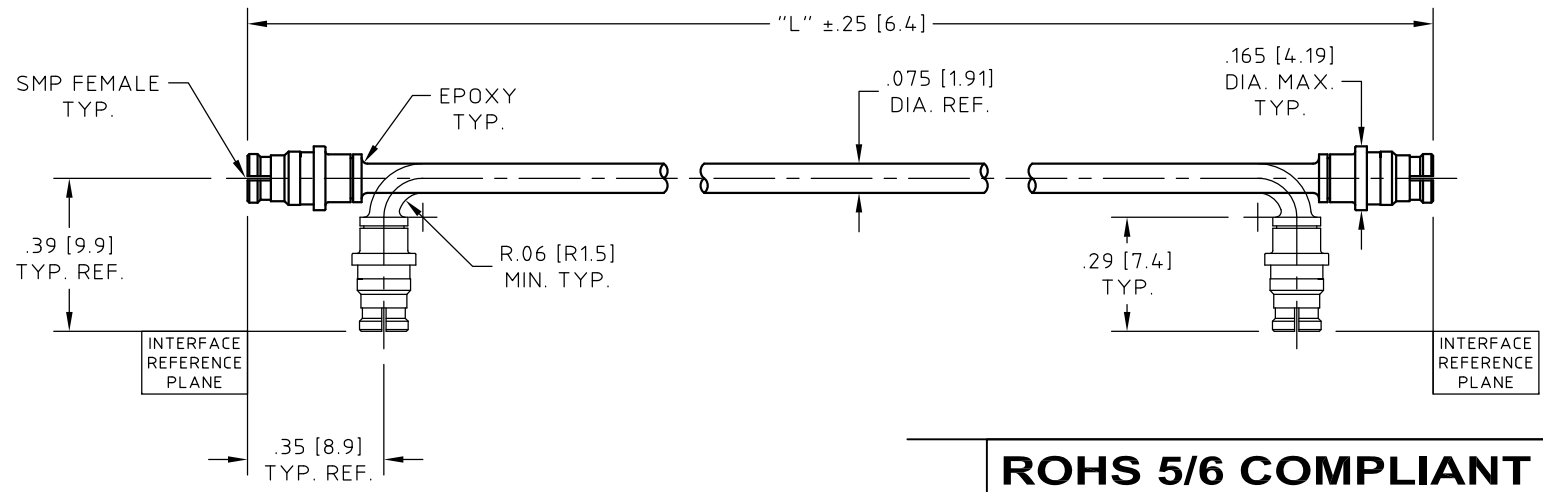 "L" ±.25 [6.4]
SMP FEMALE
TYP.
EPOXY
TYP.
.075 [1.91]
DIA. REF.
.165 [4.19]
DIA. MAX.
TYP.
.39 [9.9]
TYP. REF.
R.06 [R1.5]
MIN. TYP.
.29 [7.4]
TYP.
INTERFACE
REFERENCE
PLANE
INTERFACE
REFERENCE
PLANE
.35 [8.9]
TYP. REF.
ROHS 5/6 COMPLIANT